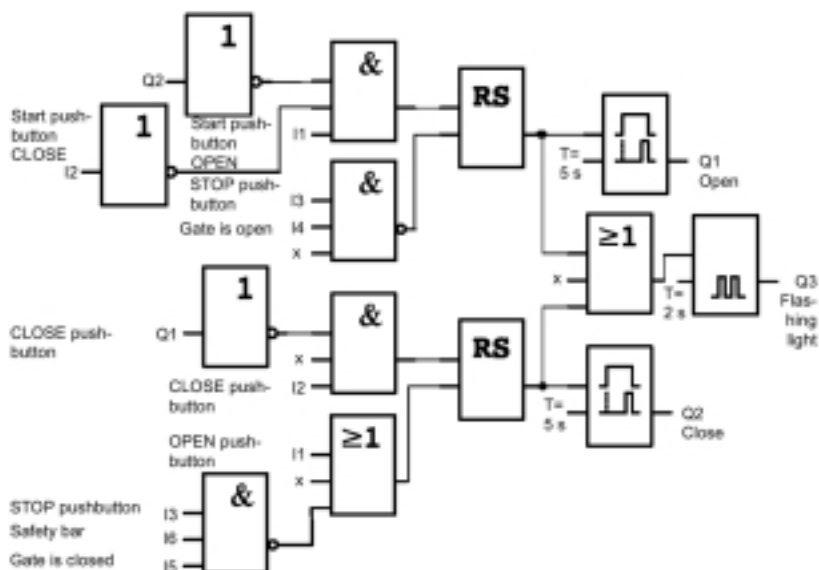 1
&
Q2
RS
Start push-
button
CLOSE
1
Start push-
button
OPEN
I1
I2
STOP push-
button
&
I3
Gate is open
I4
x
T=
5 s
Q1
Open
≥1
x
T=
2 s
Q3
Flas-
hing
light
1
&
CLOSE push-
button
Q1
RS
x
CLOSE push-
button
I2
T=
5 s
Q2
Close
OPEN push-
button
≥1
I1
x
&
STOP pushbutton
I3
Safety bar
I6
Gate is closed
I5